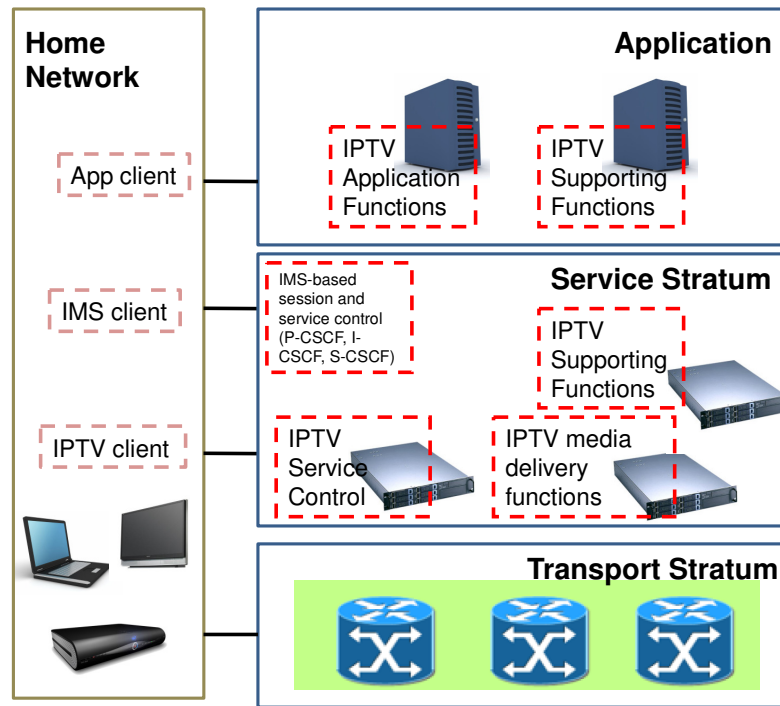 Home
Network
App client
IMS client
IPTV client
Application
IPTV
Application
Functions
IPTV
Supporting
Functions
Service Stratum
IMS-based
session and
service control
(P-CSCF, I-
CSCF, S-CSCF)
IPTV
Supporting
Functions
IPTV
Service
Control
IPTV media
delivery
functions
Transport Stratum